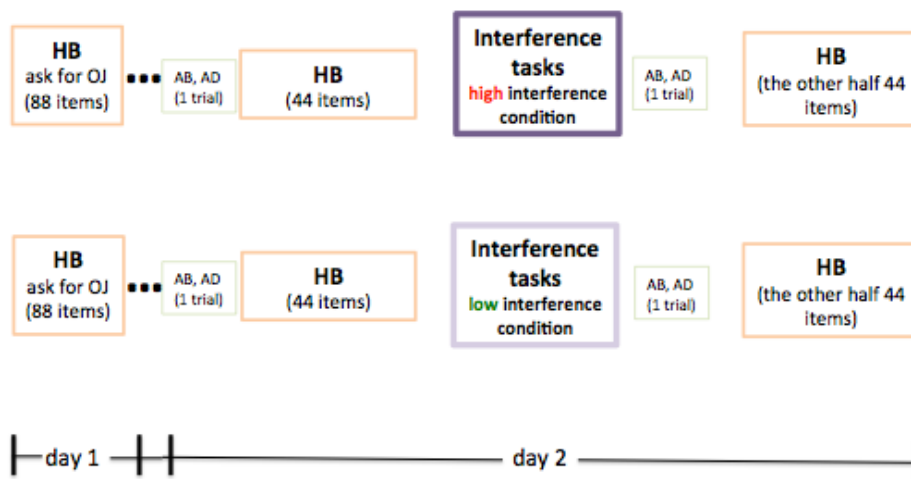 HB
ask for OJ
(88 items)
AB, AD
(1 trial)
HB
(44 items)
Interference
tasks
high interference
condition
AB, AD
(1 trial)
HB
(the other half 44
items)
HB
ask for OJ
(88 items)
AB, AD
(1 trial)
HB
(44 items)
Interference
tasks
low interference
condition
AB, AD
(1 trial)
HB
(the other half 44
items)
day 1
day 2